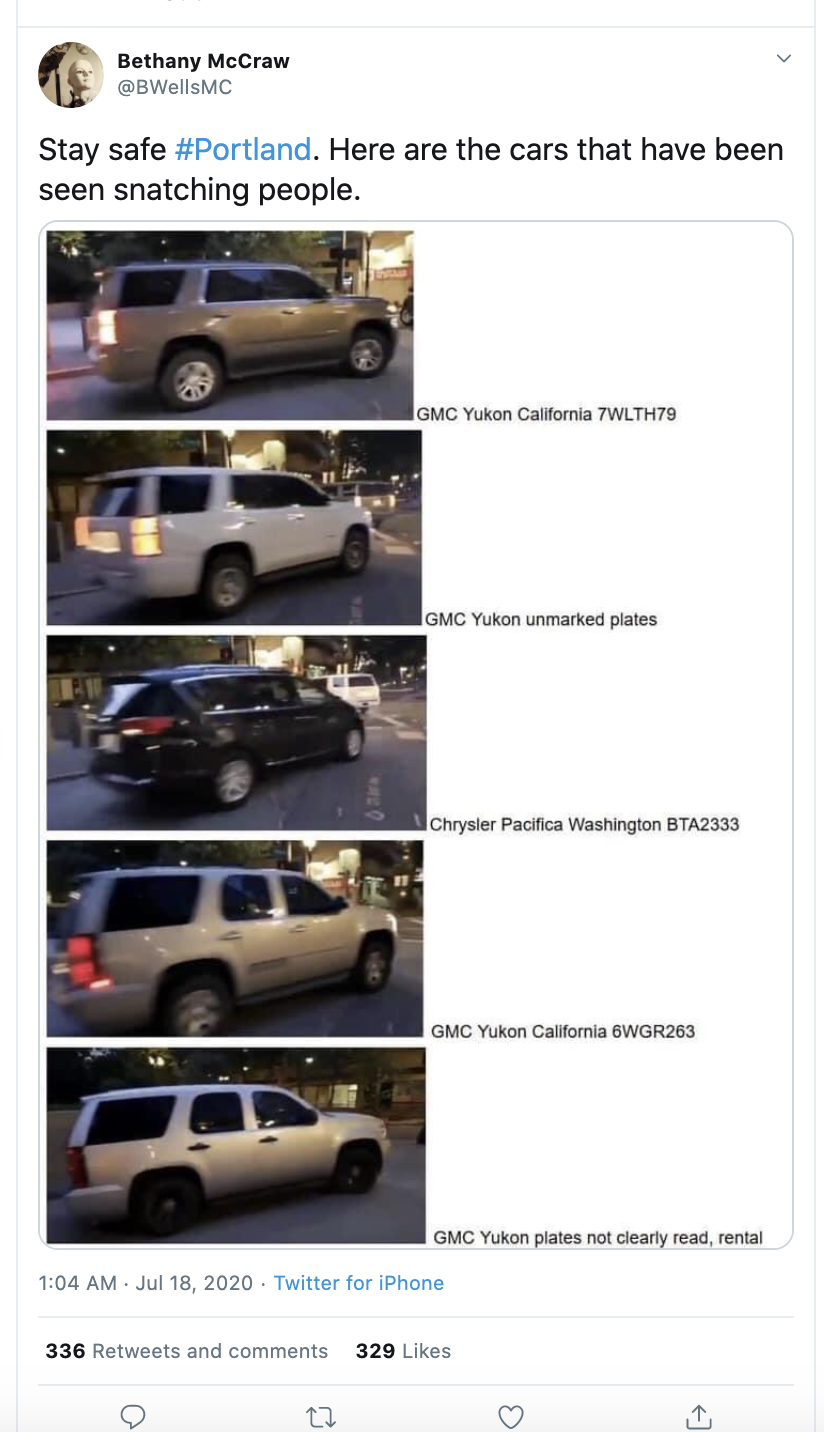 Bethany McCraw
@BWellsMC
Stay safe #Portland. Here are the cars that have been
seen snatching people.
GMC Yukon California 7WLTH79
GMC Yukon unmarked plates
Chrysler Pacifica Washington BTA2333
GMC Yukon California 6WGR263
GMC Yukon plates not clearly read, rental
1:04 AM · Jul 18, 2020 · Twitter for iPhone
336 Retweets and comments 329 Likes